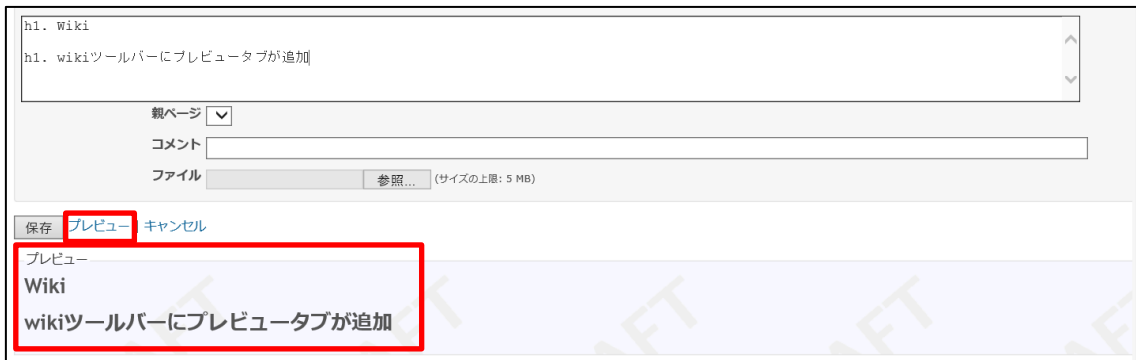 h1. Wiki
h1. wikiツールバーにプレビュータブが追加
親ページ
コメント
ファイル 参照... (サイズの上限: 5 MB)
保存 プレビュー | キャンセル
プレビュー
Wiki
wikiツールバーにプレビュータブが追加